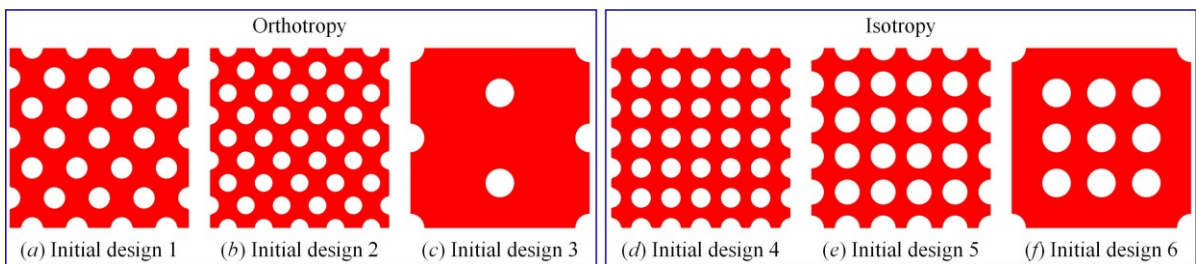 Orthotropy
Isotropy
(a) Initial design 1
(b) Initial design 2
(c) Initial design 3
(d) Initial design 4
(e) Initial design 5
(f) Initial design 6